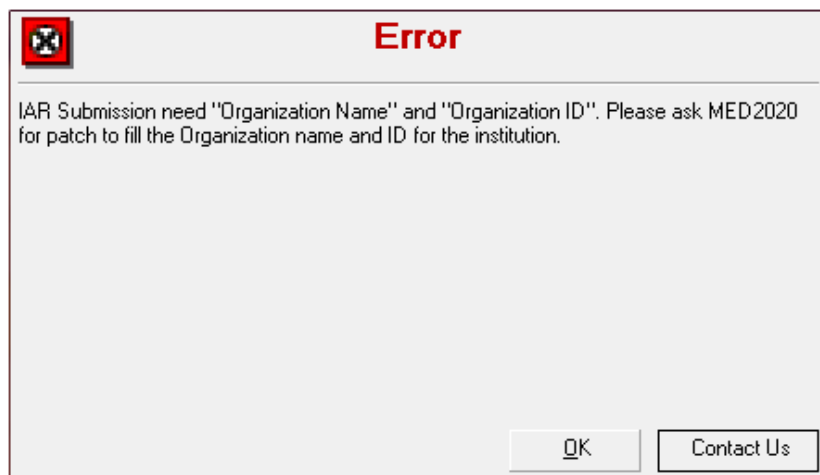 Error
IAR Submission need "Organization Name" and "Organization ID". Please ask MED2020
for patch to fill the Organization name and ID for the institution.
OK
Contact Us